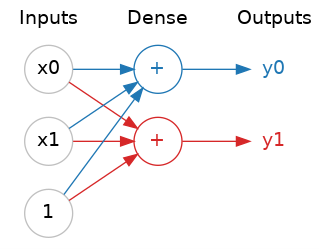 Inputs Dense Outputs
x0 + y0
x1 + y1
1